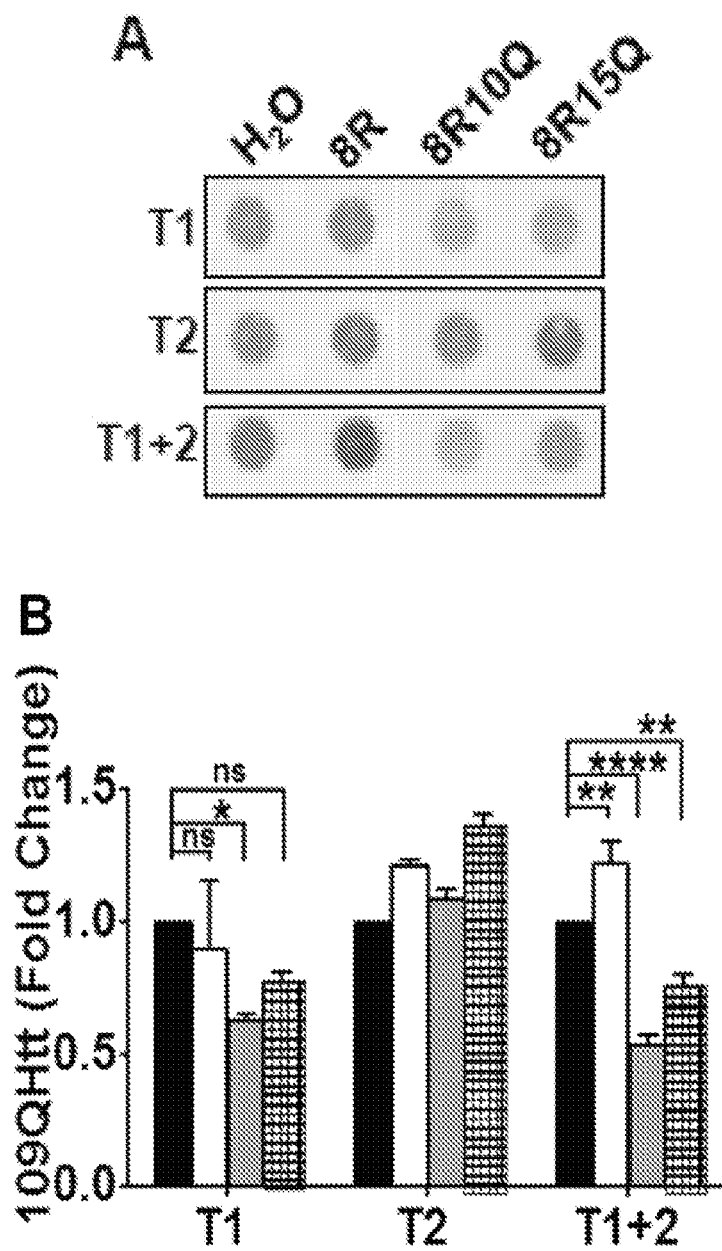 A
H₂O 8R 8R10Q 8R15Q
T1
T2
T1+2
B
109QHtt (Fold Change)
1.5
1.0
0.5
0.0
ns
*
ns
**
****
**
T1 T2 T1+2